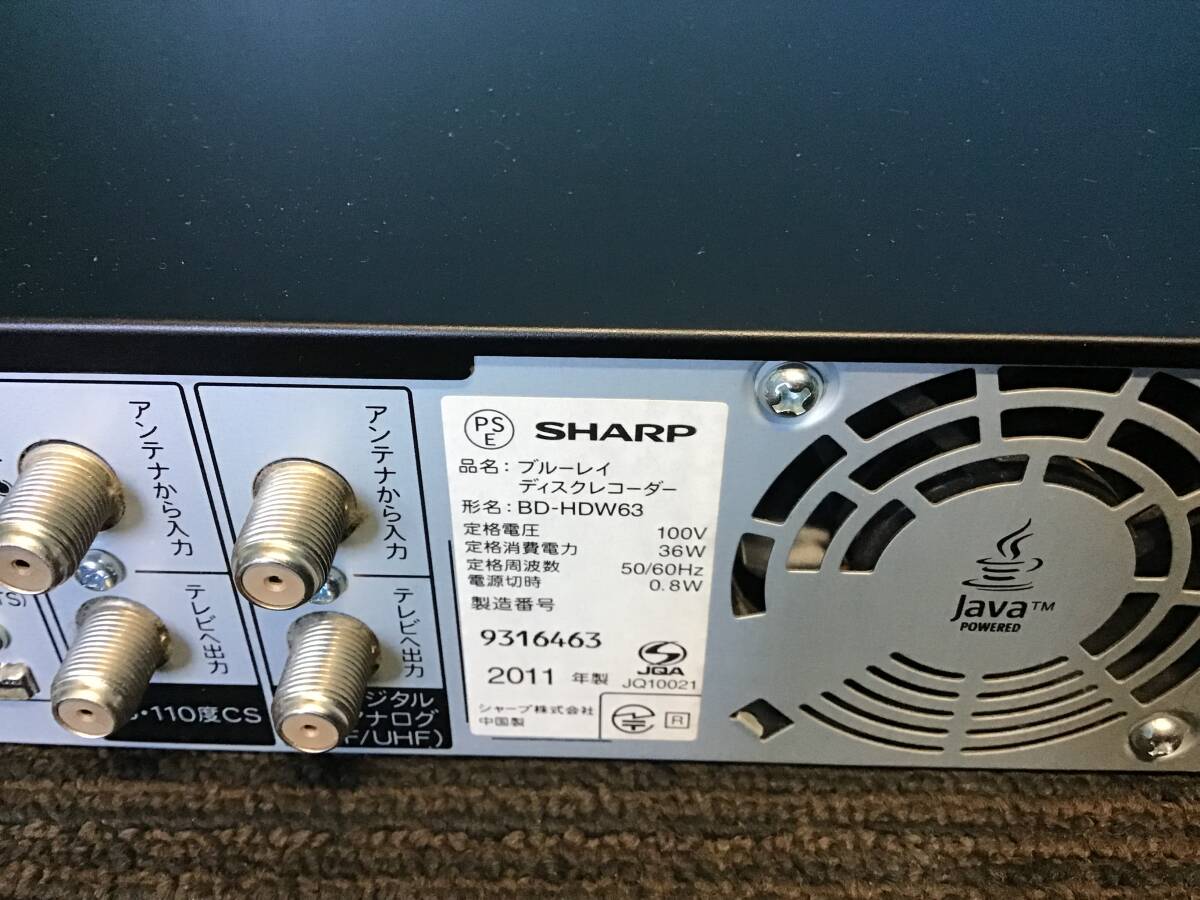 アンテナから入力
テレビへ出力
TS)
・110度CS
アンテナから入力
テレビへ出力
ジタル
ナログ
F/UHF)
PS
E
SHARP
品名: ブルーレイ
ディスクレコーダー
形名: BD-HDW63
定格電圧 100V
定格消費電力 36W
定格周波数 50/60Hz
電源切時 0.8W
製造番号
9316463
2011 年製
JQA
JQ10021
シャープ株式会社
中国製
R
Java™
POWERED